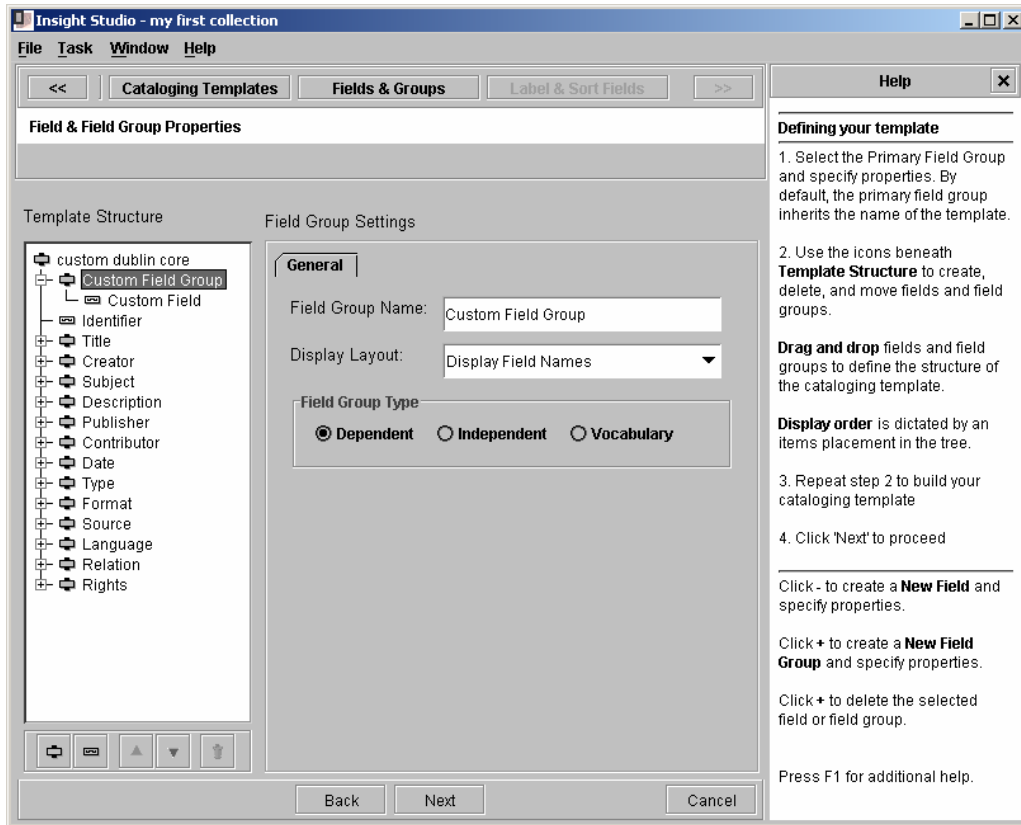 Insight Studio - my first collection
File Task Window Help
<< Cataloging Templates Fields & Groups Label & Sort Fields >>
Field & Field Group Properties
Template Structure
custom dublin core
Custom Field Group
Custom Field
Identifier
Title
Creator
Subject
Description
Publisher
Contributor
Date
Type
Format
Source
Language
Relation
Rights
Field Group Settings
General
Field Group Name: Custom Field Group
Display Layout: Display Field Names
Field Group Type
Dependent Independent Vocabulary
Back Next Cancel
Help
Defining your template
1. Select the Primary Field Group
and specify properties. By
default, the primary field group
inherits the name of the template.
2. Use the icons beneath
Template Structure to create,
delete, and move fields and field
groups.
Drag and drop fields and field
groups to define the structure of
the cataloging template.
Display order is dictated by an
items placement in the tree.
3. Repeat step 2 to build your
cataloging template
4. Click 'Next' to proceed
Click - to create a New Field and
specify properties.
Click + to create a New Field
Group and specify properties.
Click + to delete the selected
field or field group.
Press F1 for additional help.